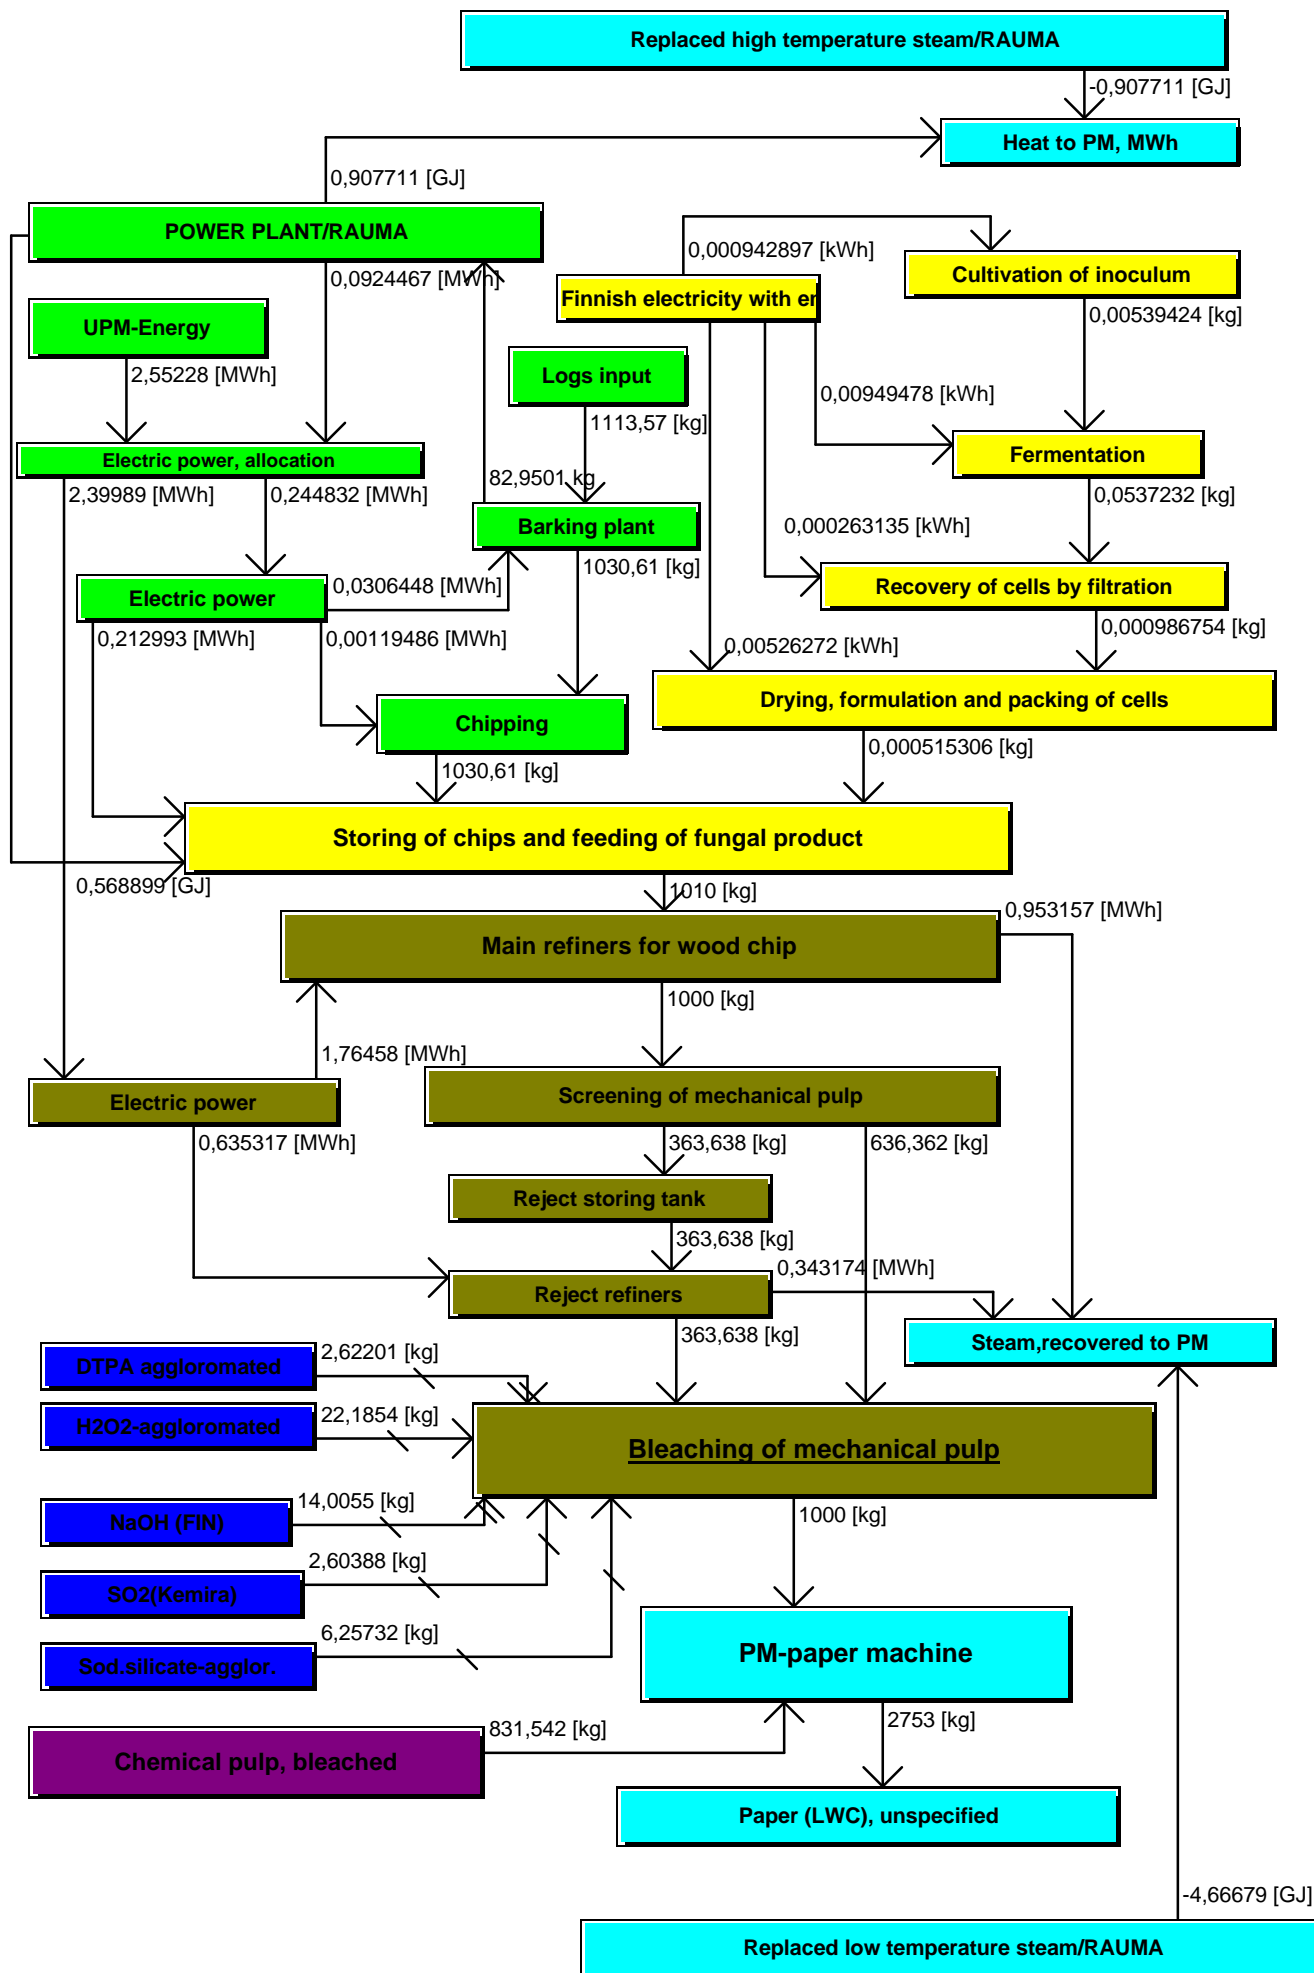 Replaced high temperature steam/RAUMA
-0,907711 [GJ]
Heat to PM, MWh
0,907711 [GJ]
POWER PLANT/RAUMA
0,000942897 [kWh]
Cultivation of inoculum
0,0924467 [MWh]
Finnish electricity with en
0,00539424 [kg]
UPM-Energy
2,55228 [MWh]
Logs input
0,00949478 [kWh]
1113,57 [kg]
Electric power, allocation
Fermentation
82,9501 kg
2,39989 [MWh]
0,244832 [MWh]
0,0537232 [kg]
Barking plant
0,000263135 [kWh]
1030,61 [kg]
Electric power
0,0306448 [MWh]
Recovery of cells by filtration
0,212993 [MWh]
0,00119486 [MWh]
0,000986754 [kg]
0,00526272 [kWh]
Drying, formulation and packing of cells
Chipping
0,000515306 [kg]
1030,61 [kg]
Storing of chips and feeding of fungal product
0,568899 [GJ]
1010 [kg]
0,953157 [MWh]
Main refiners for wood chip
1000 [kg]
1,76458 [MWh]
Electric power
Screening of mechanical pulp
0,635317 [MWh]
363,638 [kg]
636,362 [kg]
Reject storing tank
363,638 [kg]
0,343174 [MWh]
Reject refiners
363,638 [kg]
Steam,recovered to PM
DTPA aggloromated
2,62201 [kg]
H2O2-aggloromated
22,1854 [kg]
Bleaching of mechanical pulp
14,0055 [kg]
NaOH (FIN)
1000 [kg]
2,60388 [kg]
SO2(Kemira)
6,25732 [kg]
Sod.silicate-agglor.
PM-paper machine
831,542 [kg]
2753 [kg]
Chemical pulp, bleached
Paper (LWC), unspecified
-4,66679 [GJ]
Replaced low temperature steam/RAUMA